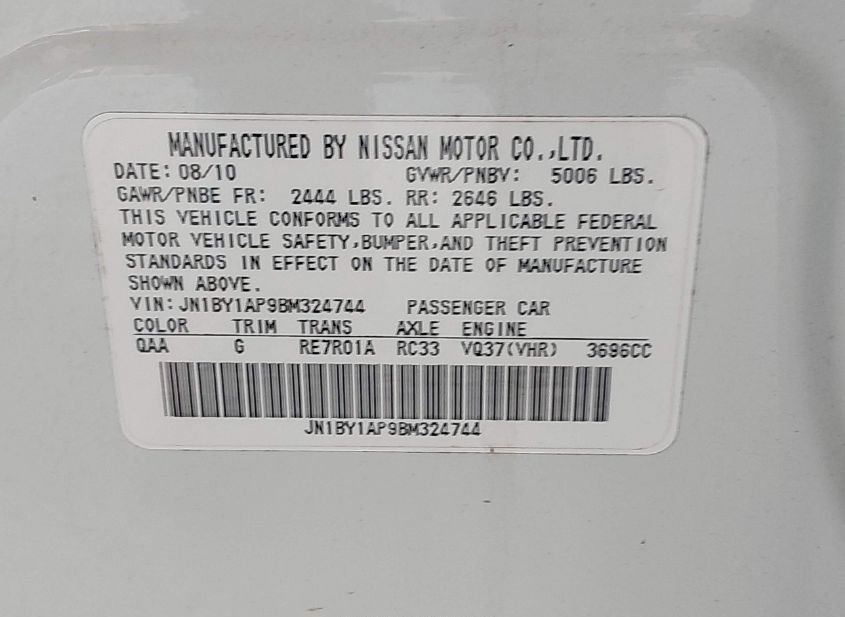 MANUFACTURED BY NISSAN MOTOR CO.,LTD.
DATE: 08/10 GVWR/PNBV: 5006 LBS.
GAWR/PNBE FR: 2444 LBS. RR: 2646 LBS.
THIS VEHICLE CONFORMS TO ALL APPLICABLE FEDERAL
MOTOR VEHICLE SAFETY,BUMPER,AND THEFT PREVENTION
STANDARDS IN EFFECT ON THE DATE OF MANUFACTURE
SHOWN ABOVE.
VIN:JN1BY1AP9BM324744 PASSENGER CAR
COLOR TRIM TRANS AXLE ENGINE
QAA G RE7R01A RC33 VQ37(VHR) 3696CC
JN1BY1AP9BM324744